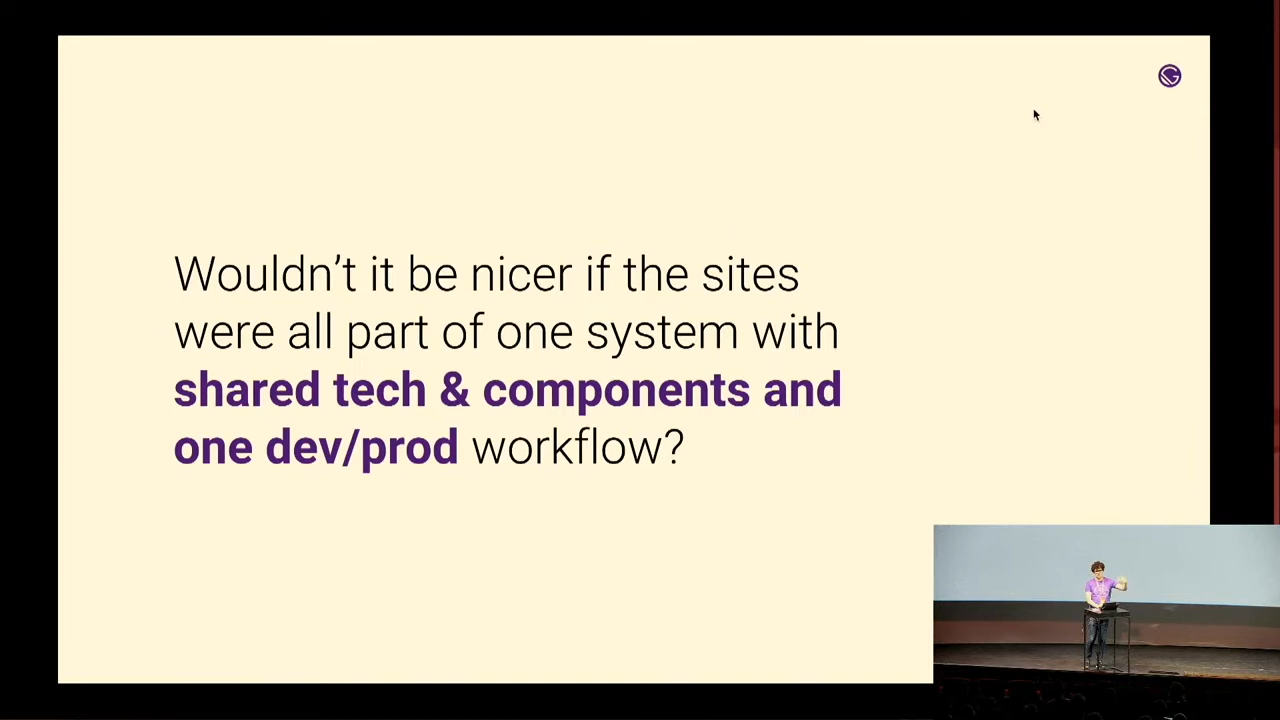 Wouldn’t it be nicer if the sites
were all part of one system with
shared tech & components and
one dev/prod workflow?